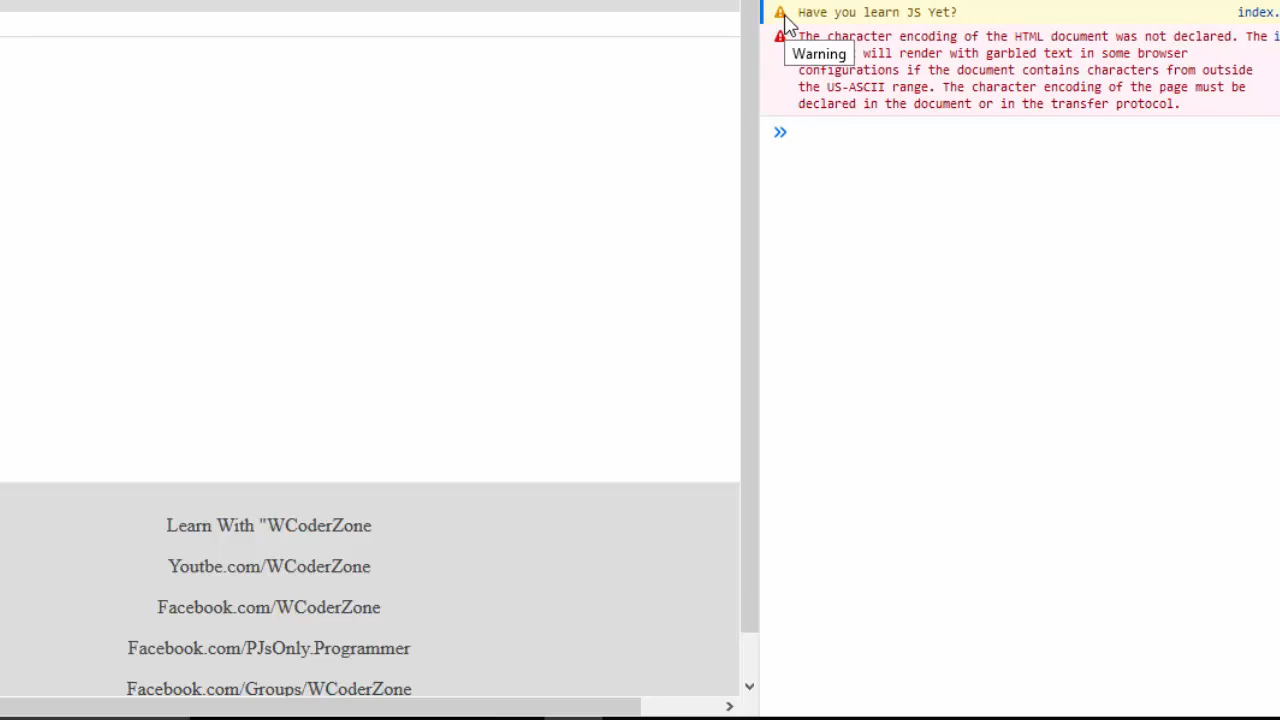 Have you learn JS Yet?
index.
The character encoding of the HTML document was not declared. The i
will render with garbled text in some browser
configurations if the document contains characters from outside
the US-ASCII range. The character encoding of the page must be
declared in the document or in the transfer protocol.
Warning
Learn With "WCoderZone
Youtbe.com/WCoderZone
Facebook.com/WCoderZone
Facebook.com/PJsOnly.Programmer
Facebook.com/Groups/WCoderZone